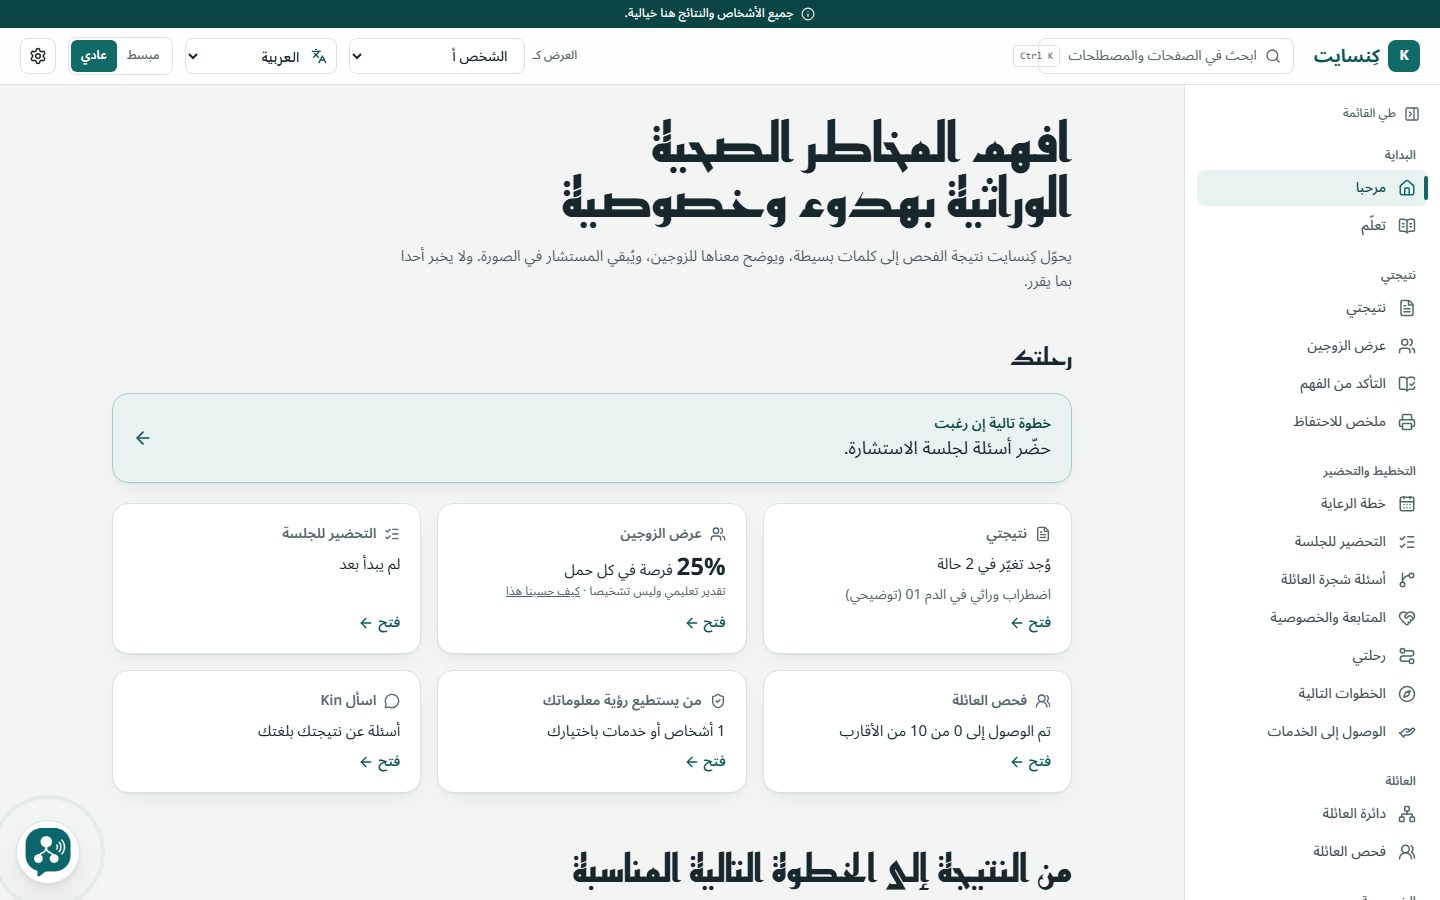 جميع الأشخاص والنتائج هنا خيالية.
K
كِنسايت
ابحث في الصفحات والمصطلحات
Ctrl K
العرض كـ
الشخص أ
العربية
مبسط
عادي
طي القائمة
البداية
مرحبا
تعلّم
نتيجتي
نتيجتي
عرض الزوجين
التأكد من الفهم
ملخص للاحتفاظ
التخطيط والتحضير
خطة الرعاية
التحضير للجلسة
أسئلة شجرة العائلة
المتابعة والخصوصية
رحلتي
الخطوات التالية
الوصول إلى الخدمات
العائلة
دائرة العائلة
فحص العائلة
افهم المخاطر الصحية
الوراثية بهدوء وخصوصية
يحوّل كِنسايت نتيجة الفحص إلى كلمات بسيطة، ويوضح معناها للزوجين، ويُبقي المستشار في الصورة. ولا يخبر أحدا
بما يقرر.
رحلتك
خطوة تالية إن رغبت
حضّر أسئلة لجلسة الاستشارة.
نتيجتي
وُجد تغيّر في 2 حالة
اضطراب وراثي في الدم 01 (توضيحي)
فتح
عرض الزوجين
25% فرصة في كل حمل
تقدير تعليمي وليس تشخيصا · كيف حسبنا هذا
فتح
التحضير للجلسة
لم يبدأ بعد
فتح
فحص العائلة
تم الوصول إلى 0 من 10 من الأقارب
فتح
من يستطيع رؤية معلوماتك
1 أشخاص أو خدمات باختيارك
فتح
اسأل Kin
أسئلة عن نتيجتك بلغتك
فتح
من النتيجة إلى الخطوة التالية المناسبة